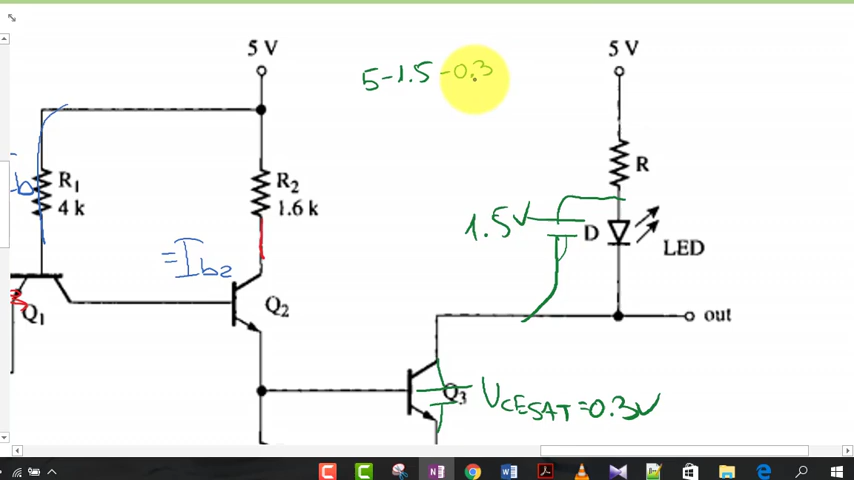 5 V
5-1.5-0.3
5 V
R1
4 k
R2
1.6 k
R
1.5V
D
LED
=Ib2
Q1
Q2
out
Q3
VCESAT=0.3V